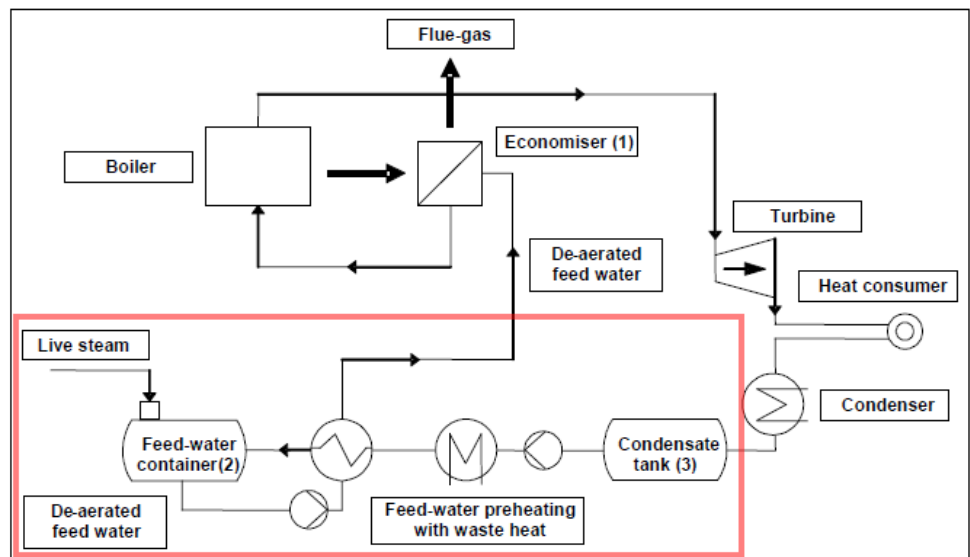 Flue-gas
Economiser (1)
Boiler
Turbine
De-aerated
feed water
Heat consumer
Live steam
Condenser
Feed-water
container(2)
Condensate
tank (3)
De-aerated
feed water
Feed-water preheating
with waste heat